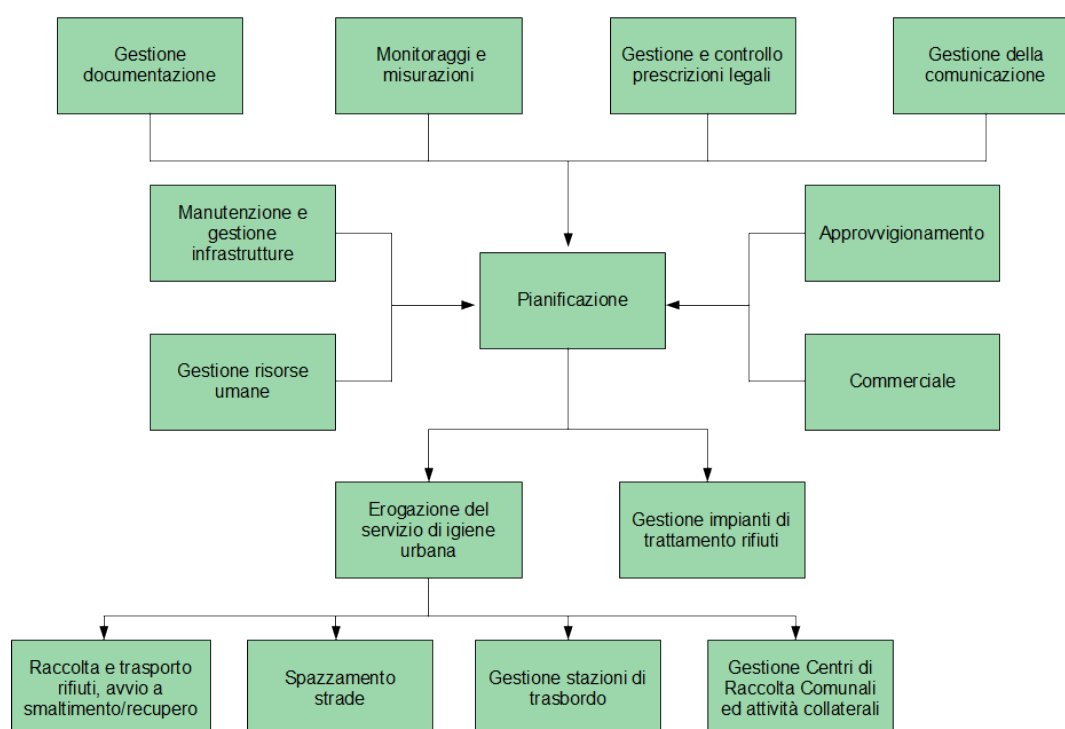 Gestione
documentazione
Monitoraggi e
misurazioni
Gestione e controllo
prescrizioni legali
Gestione della
comunicazione
Manutenzione e
gestione
infrastrutture
Approvvigionamento
Pianificazione
Gestione risorse
umane
Commerciale
Erogazione del
servizio di igiene
urbana
Gestione impianti di
trattamento rifiuti
Raccolta e trasporto
rifiuti, avvio a
smaltimento/recupero
Spazzamento
strade
Gestione stazioni di
trasbordo
Gestione Centri di
Raccolta Comunali
ed attività collaterali